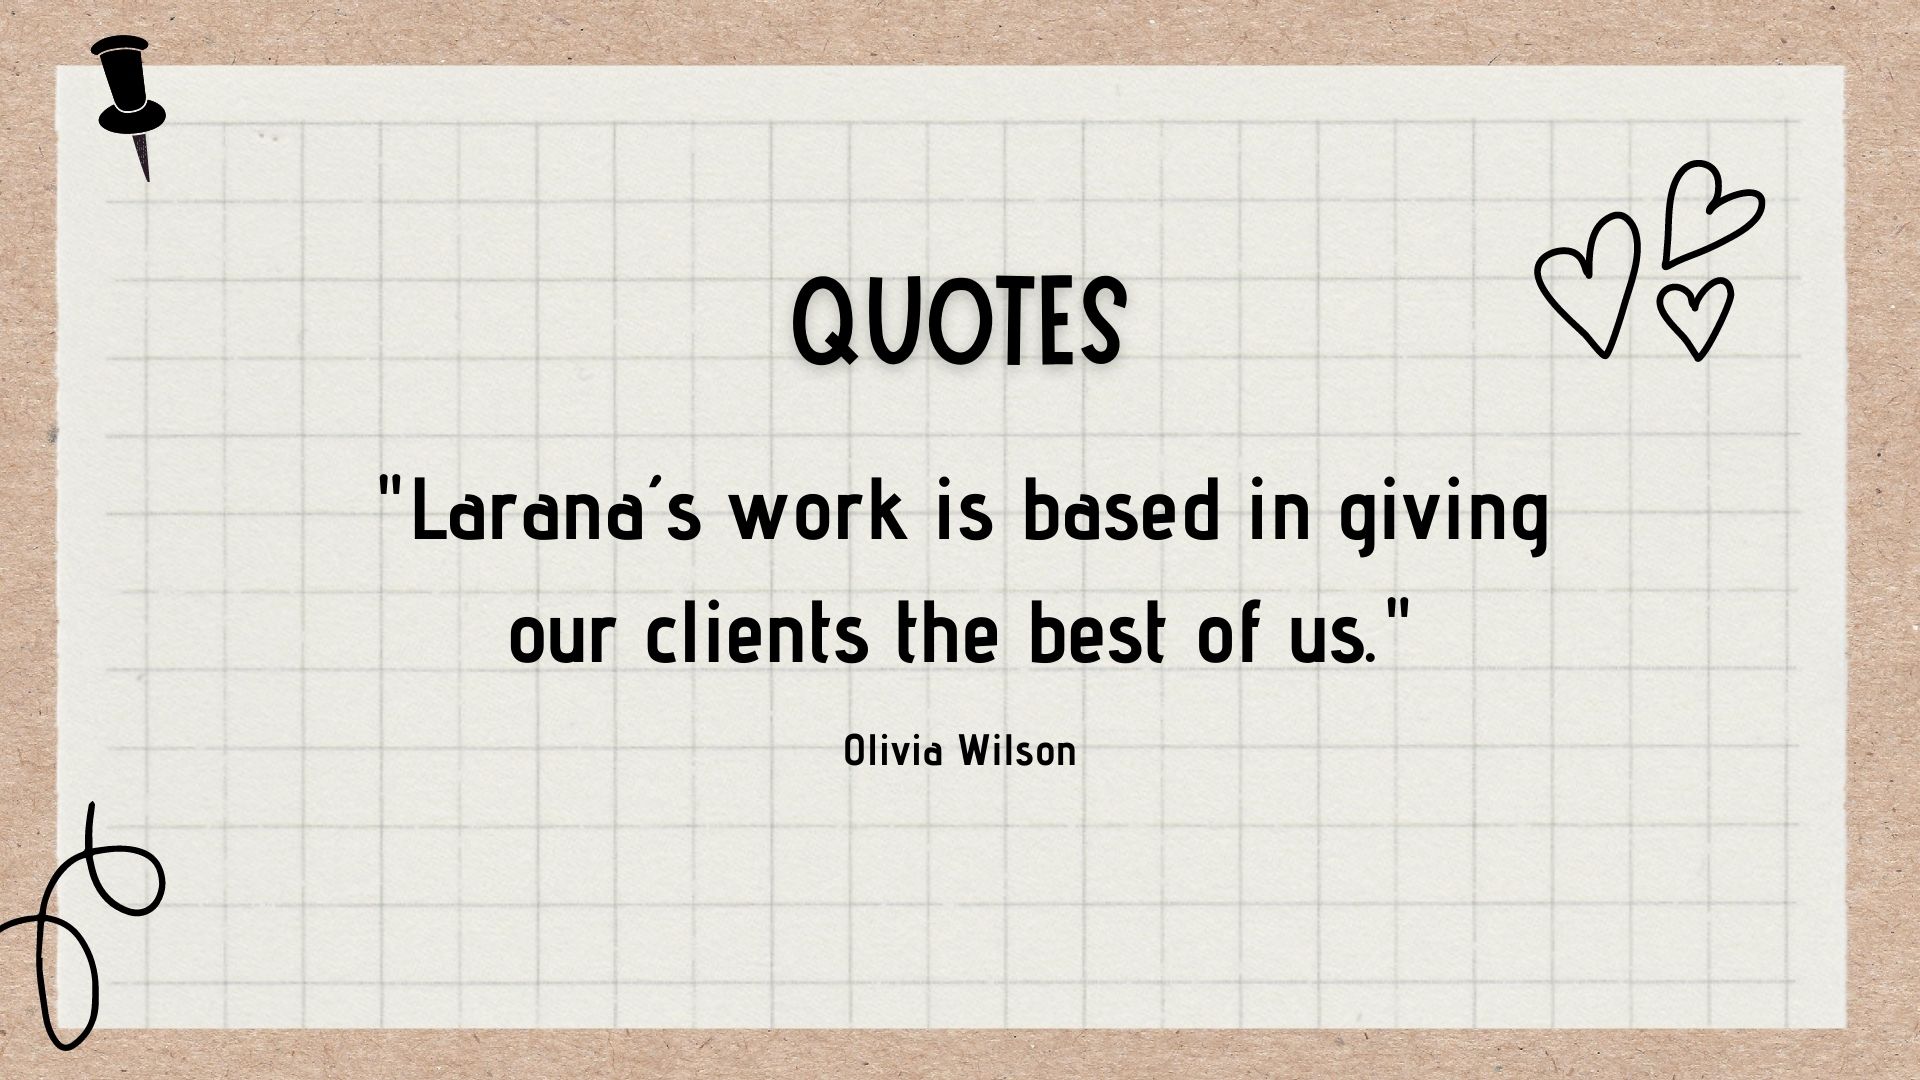 QUOTES
"Larana´s work is based in giving
our clients the best of us."
Olivia Wilson